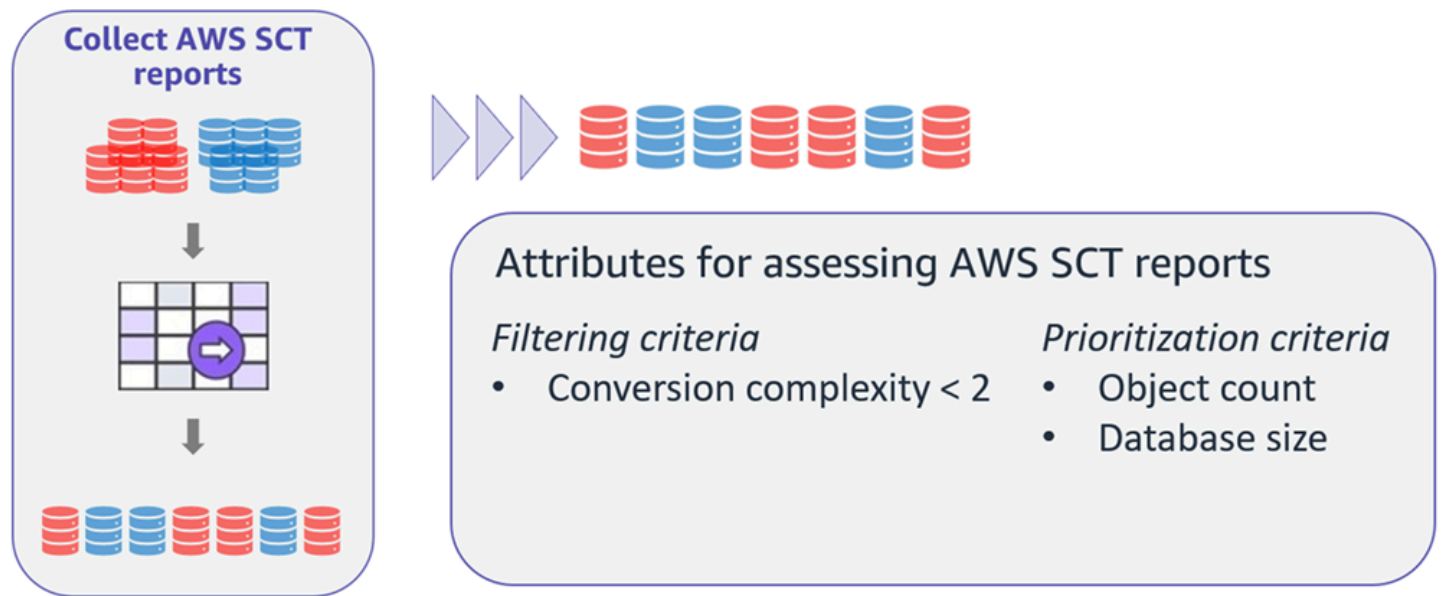 Collect AWS SCT
reports
Attributes for assessing AWS SCT reports
Filtering criteria
• Conversion complexity < 2
Prioritization criteria
• Object count
• Database size